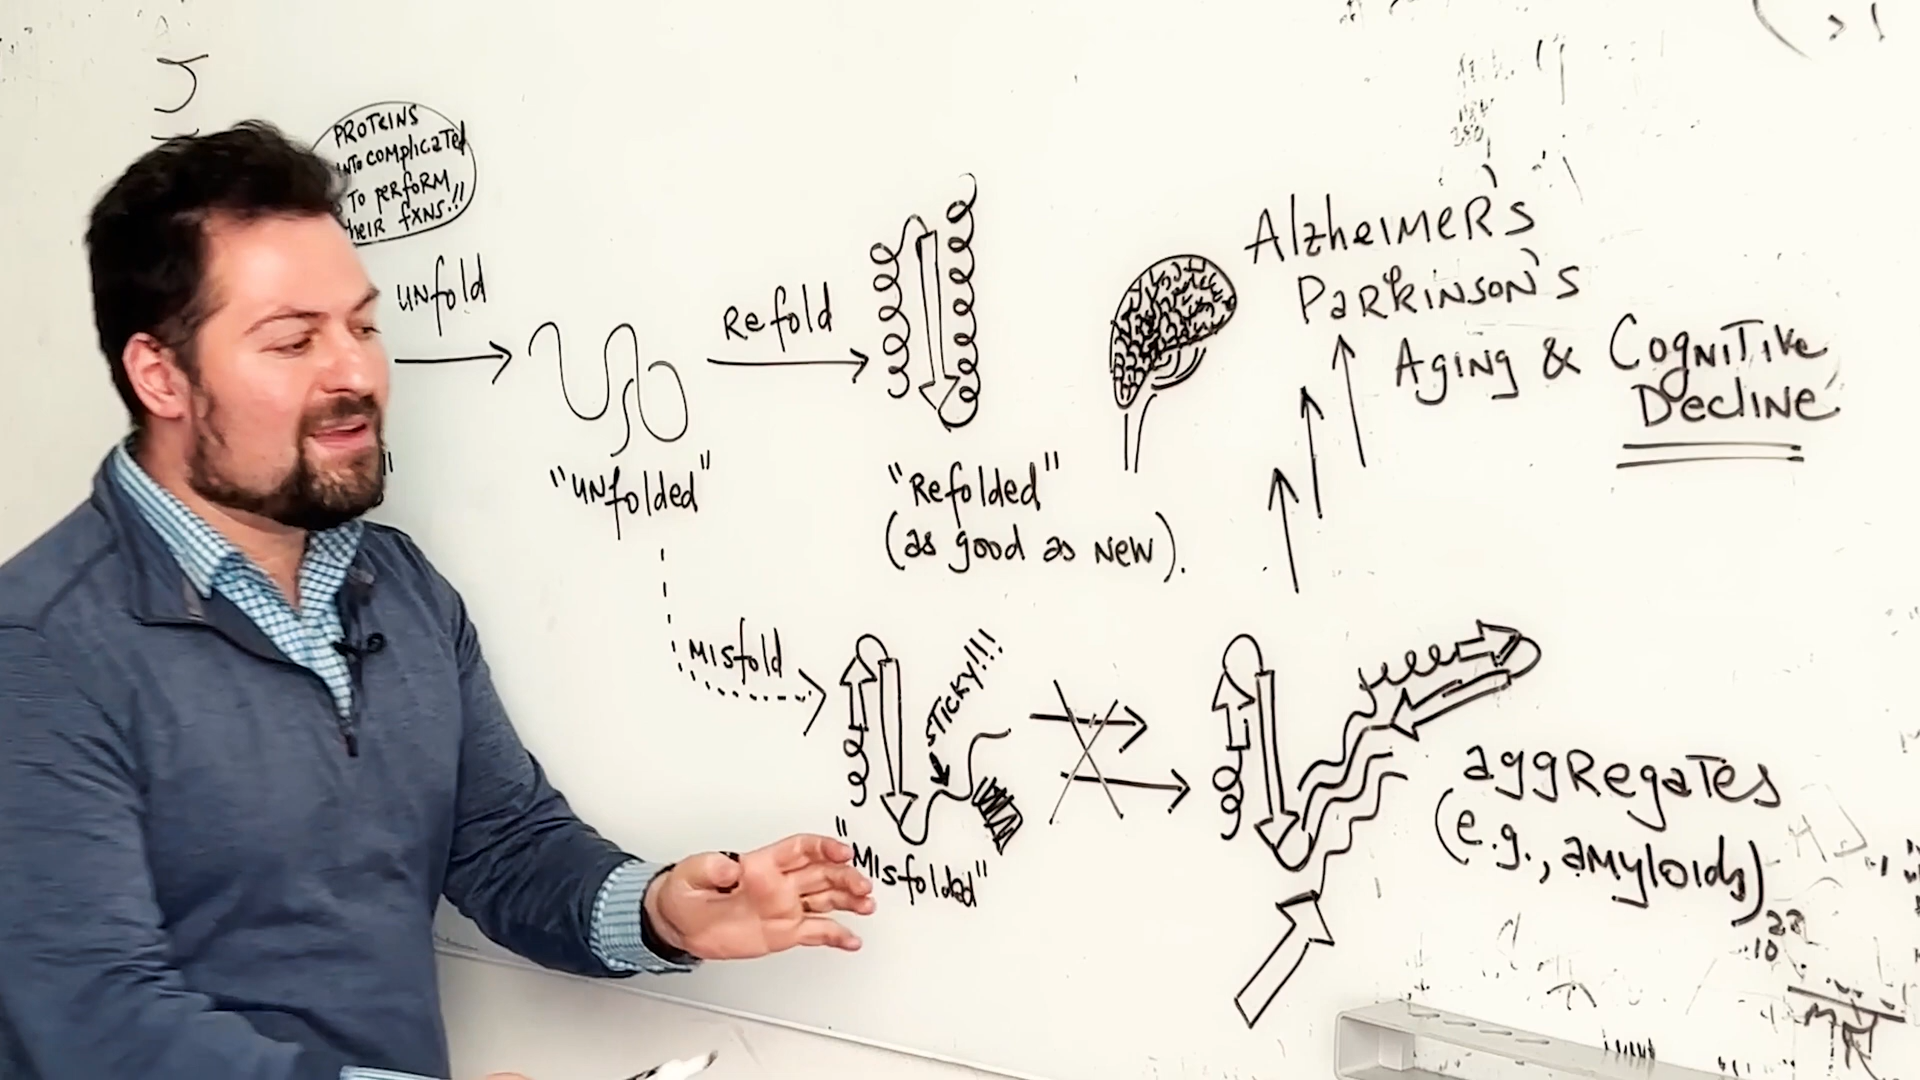 PROTEINS
INTO COMPLICATED
TO PERFORM
THEIR FXNS!!
UNfold
Refold
"UNfolded"
"Refolded"
(as good as NEW).
Alzheimer's
Parkinson's
Aging & Cognitive
Decline
Misfold
STICKY!!!
"Misfolded"
aggregates
(e.g., amyloids)